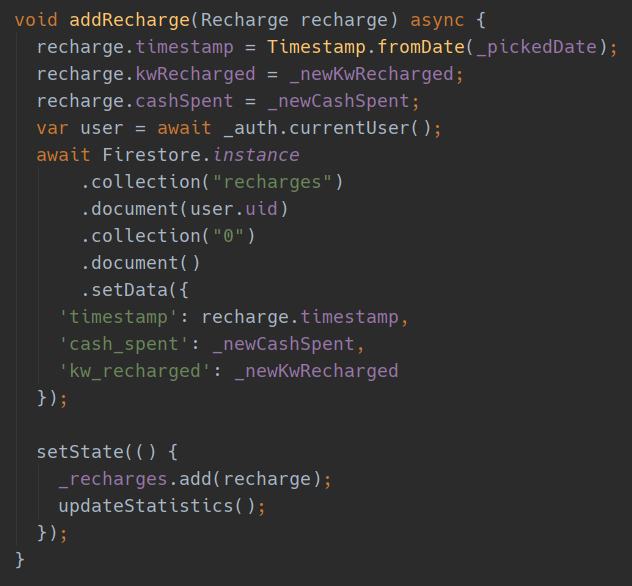 void addRecharge(Recharge recharge) async {
  recharge.timestamp = Timestamp.fromDate(_pickedDate);
  recharge.kwRecharged = _newKwRecharged;
  recharge.cashSpent = _newCashSpent;
  var user = await _auth.currentUser();
  await Firestore.instance
      .collection("recharges")
      .document(user.uid)
      .collection("0")
      .document()
      .setData({
    'timestamp': recharge.timestamp,
    'cash_spent': _newCashSpent,
    'kw_recharged': _newKwRecharged
  });

  setState(() {
    _recharges.add(recharge);
    updateStatistics();
  });
}